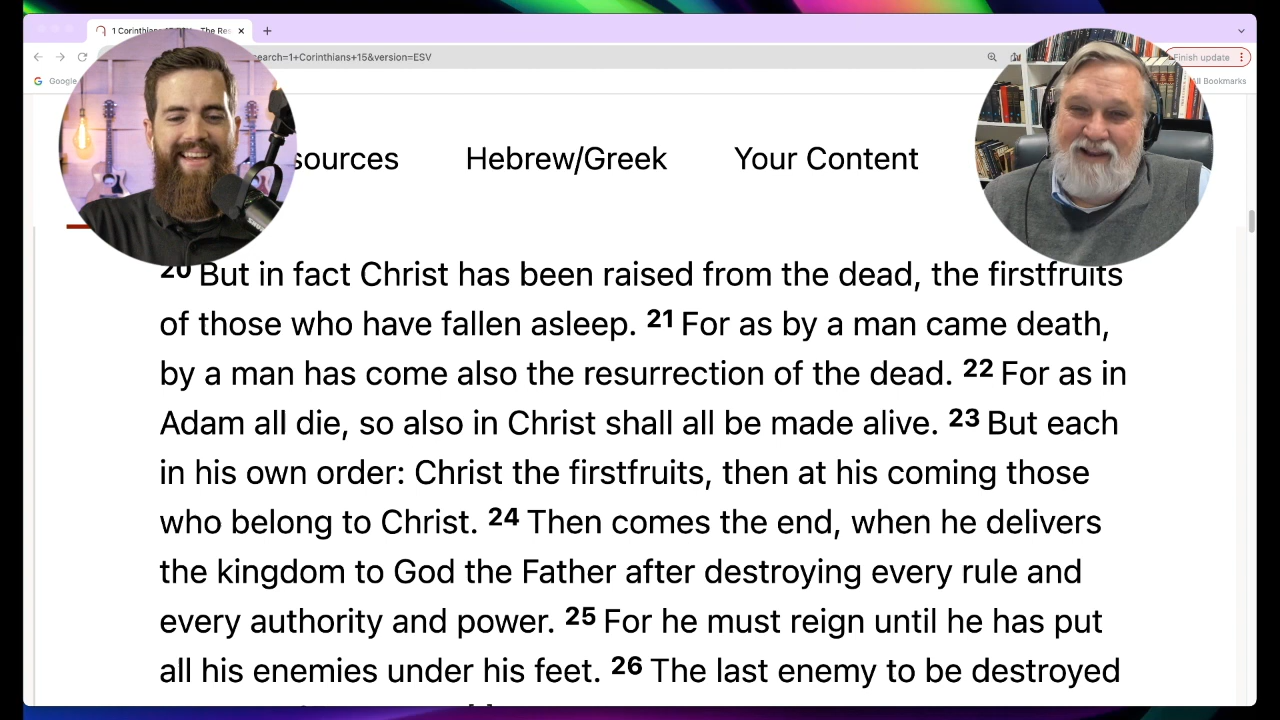 1 Corinthians 15 ESV - The Res
earch=1+Corinthians+15&version=ESV
Finish update
Google
All Bookmarks
sources Hebrew/Greek Your Content
20 But in fact Christ has been raised from the dead, the firstfruits
of those who have fallen asleep. 21 For as by a man came death,
by a man has come also the resurrection of the dead. 22 For as in
Adam all die, so also in Christ shall all be made alive. 23 But each
in his own order: Christ the firstfruits, then at his coming those
who belong to Christ. 24 Then comes the end, when he delivers
the kingdom to God the Father after destroying every rule and
every authority and power. 25 For he must reign until he has put
all his enemies under his feet. 26 The last enemy to be destroyed